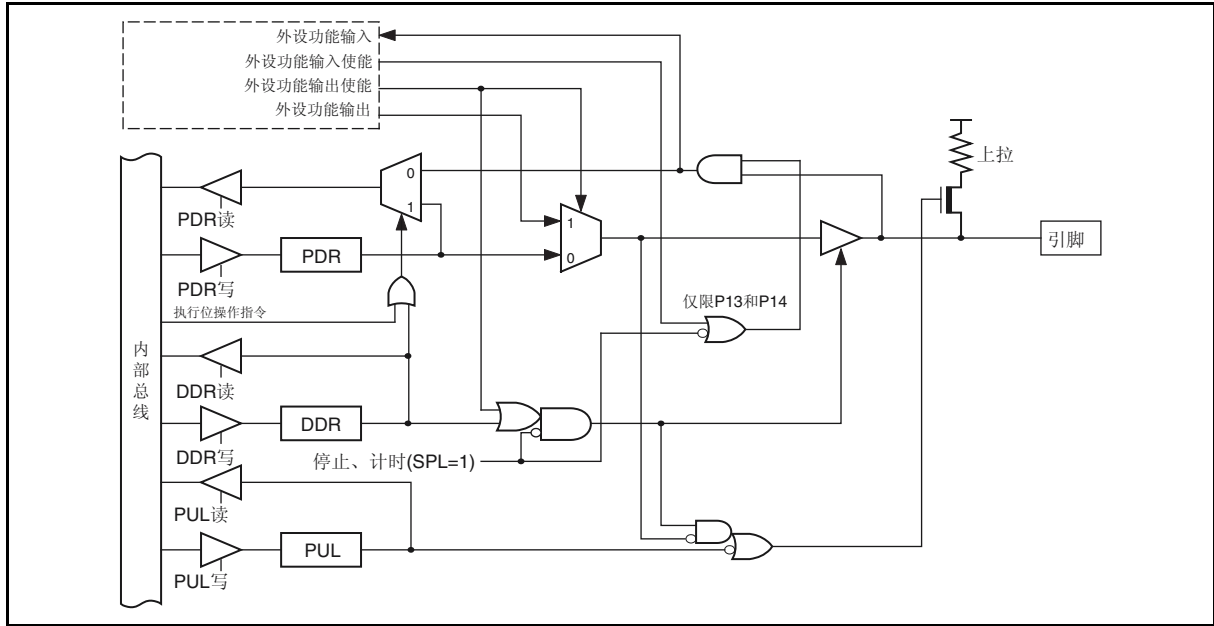 外设功能输入
外设功能输入使能
外设功能输出使能
外设功能输出
上拉
0
1
PDR读
1
0
引脚
PDR
PDR写
仅限P13和P14
执行位操作指令
内部总线
DDR读
DDR
DDR写
停止、计时(SPL=1)
PUL读
PUL
PUL写